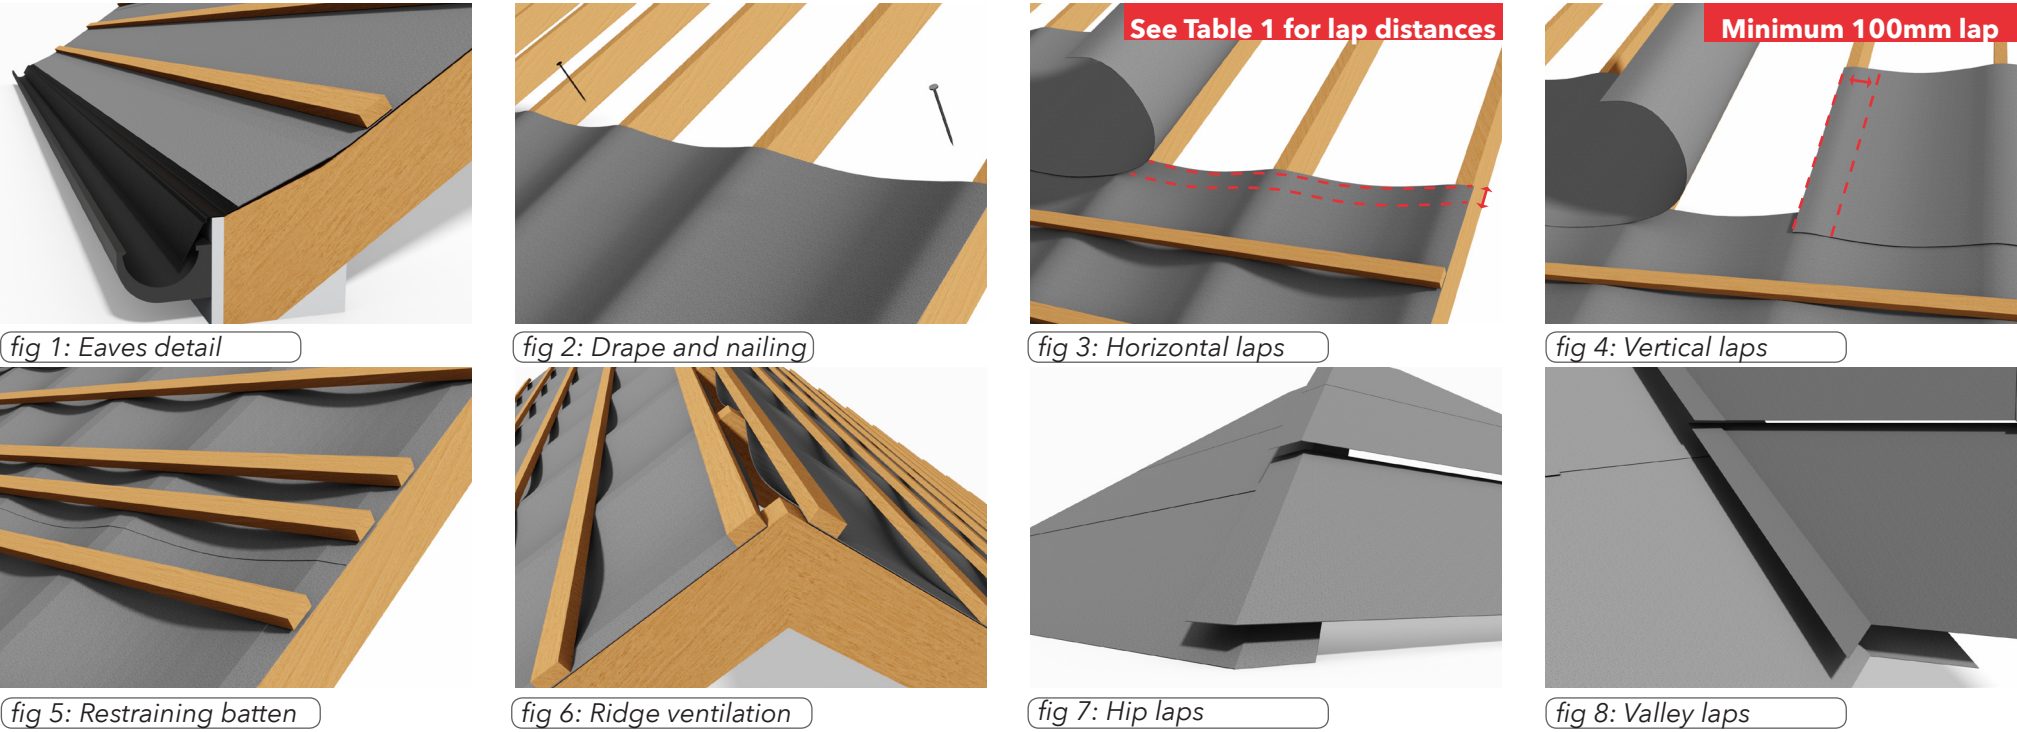 See Table 1 for lap distances
Minimum 100mm lap
fig 1: Eaves detail
fig 2: Drape and nailing
fig 3: Horizontal laps
fig 4: Vertical laps
fig 5: Restraining batten
fig 6: Ridge ventilation
fig 7: Hip laps
fig 8: Valley laps